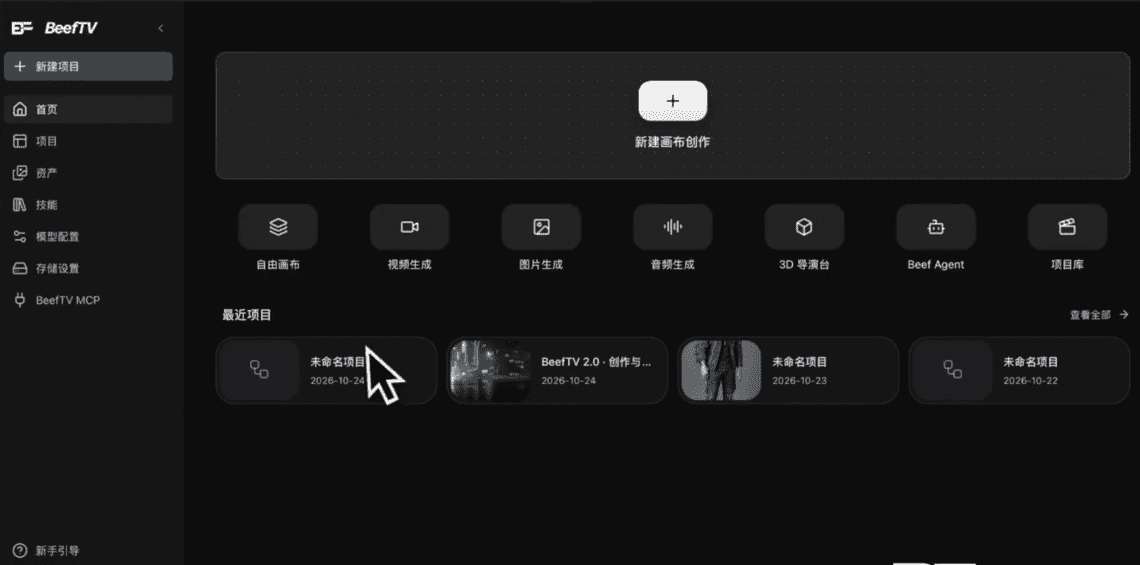 BeefTV
新建项目
首页
项目
资产
技能
模型配置
存储设置
BeefTV MCP
新手引导
新建画布创作
自由画布
视频生成
图片生成
音频生成
3D 导演台
Beef Agent
项目库
最近项目
查看全部
未命名项目
2026-10-24
BeefTV 2.0 · 创作与...
2026-10-24
未命名项目
2026-10-23
未命名项目
2026-10-22